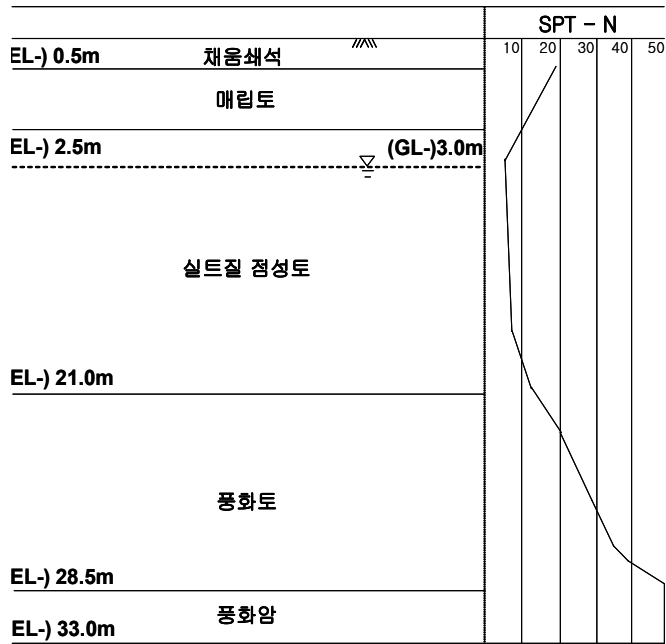 SPT - N
10 20 30 40 50
EL-) 0.5m 채움쇄석
매립토
EL-) 2.5m (GL-)3.0m
실트질 점성토
EL-) 21.0m
풍화토
EL-) 28.5m
풍화암
EL-) 33.0m